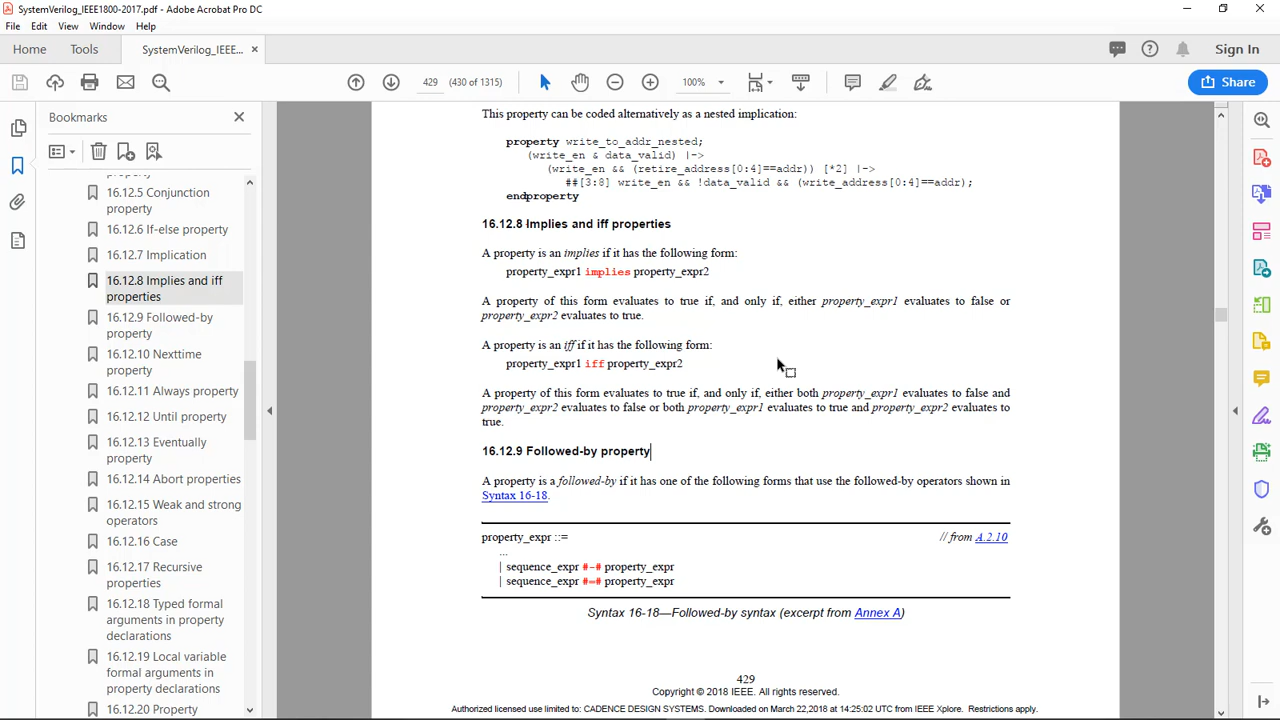 SystemVerilog_IEEE1800-2017.pdf - Adobe Acrobat Pro DC
File Edit View Window Help
Home Tools SystemVerilog_IEEE... × Sign In
429 (430 of 1315) 100% Share
Bookmarks
property
16.12.5 Conjunction
property
16.12.6 If-else property
16.12.7 Implication
16.12.8 Implies and iff
properties
16.12.9 Followed-by
property
16.12.10 Nexttime
property
16.12.11 Always property
16.12.12 Until property
16.12.13 Eventually
property
16.12.14 Abort properties
16.12.15 Weak and strong
operators
16.12.16 Case
16.12.17 Recursive
properties
16.12.18 Typed formal
arguments in property
declarations
16.12.19 Local variable
formal arguments in
property declarations
16.12.20 Property
This property can be coded alternatively as a nested implication:
property write_to_addr_nested;
(write_en & data_valid) |->
(write_en && (retire_address[0:4]==addr)) [*2] |->
##[3:8] write_en && !data_valid && (write_address[0:4]==addr);
endproperty
16.12.8 Implies and iff properties
A property is an implies if it has the following form:
property_expr1 implies property_expr2
A property of this form evaluates to true if, and only if, either property_expr1 evaluates to false or
property_expr2 evaluates to true.
A property is an iff if it has the following form:
property_expr1 iff property_expr2
A property of this form evaluates to true if, and only if, either both property_expr1 evaluates to false and
property_expr2 evaluates to false or both property_expr1 evaluates to true and property_expr2 evaluates to
true.
16.12.9 Followed-by property
A property is a followed-by if it has one of the following forms that use the followed-by operators shown in
Syntax 16-18.
property_expr ::= // from A.2.10
...
| sequence_expr #-# property_expr
| sequence_expr #=# property_expr
Syntax 16-18—Followed-by syntax (excerpt from Annex A)
429
Copyright © 2018 IEEE. All rights reserved.
Authorized licensed use limited to: CADENCE DESIGN SYSTEMS. Downloaded on March 22,2018 at 14:25:02 UTC from IEEE Xplore. Restrictions apply.